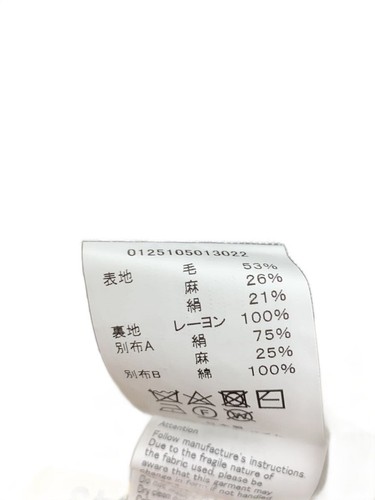 0125105013022
表地 毛 53%
麻 26%
絹 21%
裏地 レーヨン 100%
別布A 絹 75%
麻 25%
別布B 綿 100%
Attention
Follow manufacture's instructions.
Due to the fragile nature of
the fabric used, please be
aware that this garment may